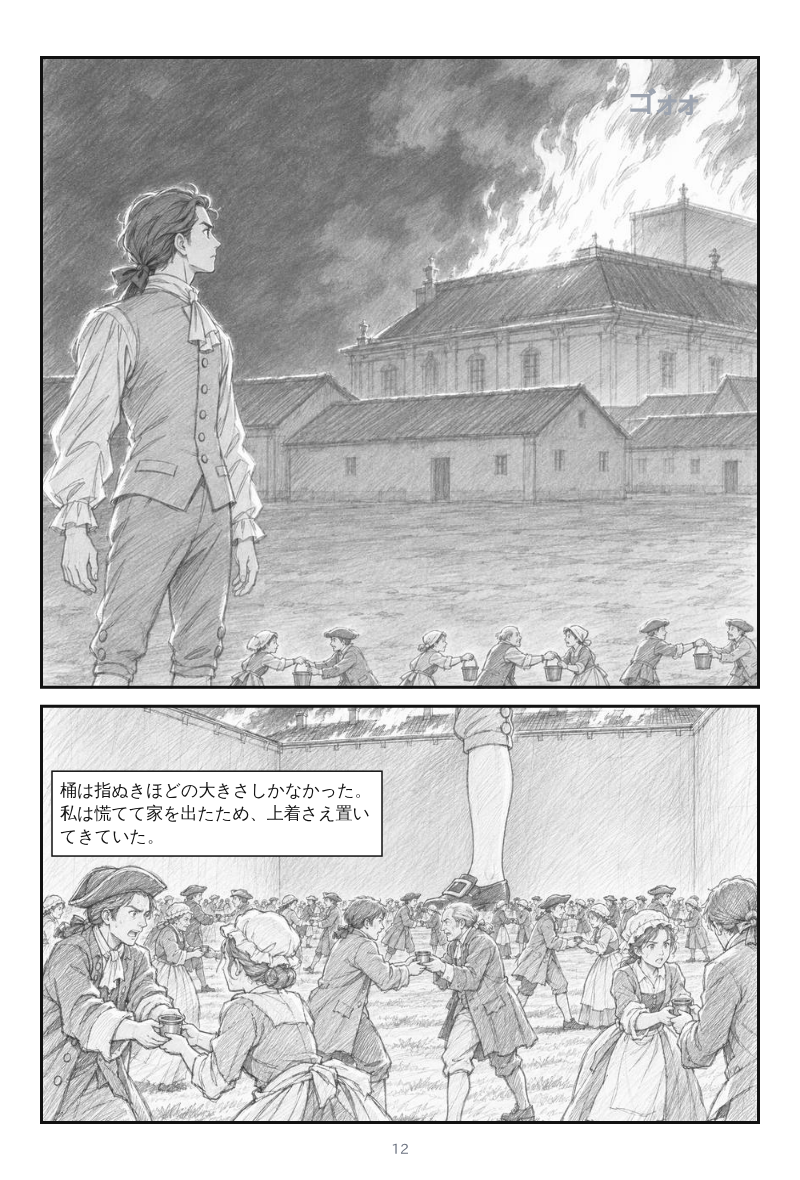 ゴォォ
桶は指ぬきほどの大きさしかなかった。
私は慌てて家を出たため、上着さえ置い
てきていた。
12